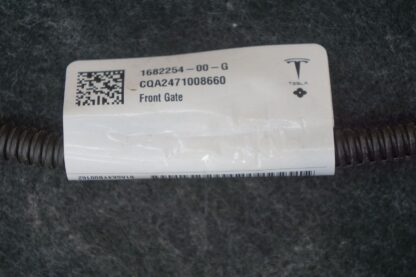 1682254-00-G
CQA2471008660
Front Gate
TESLA